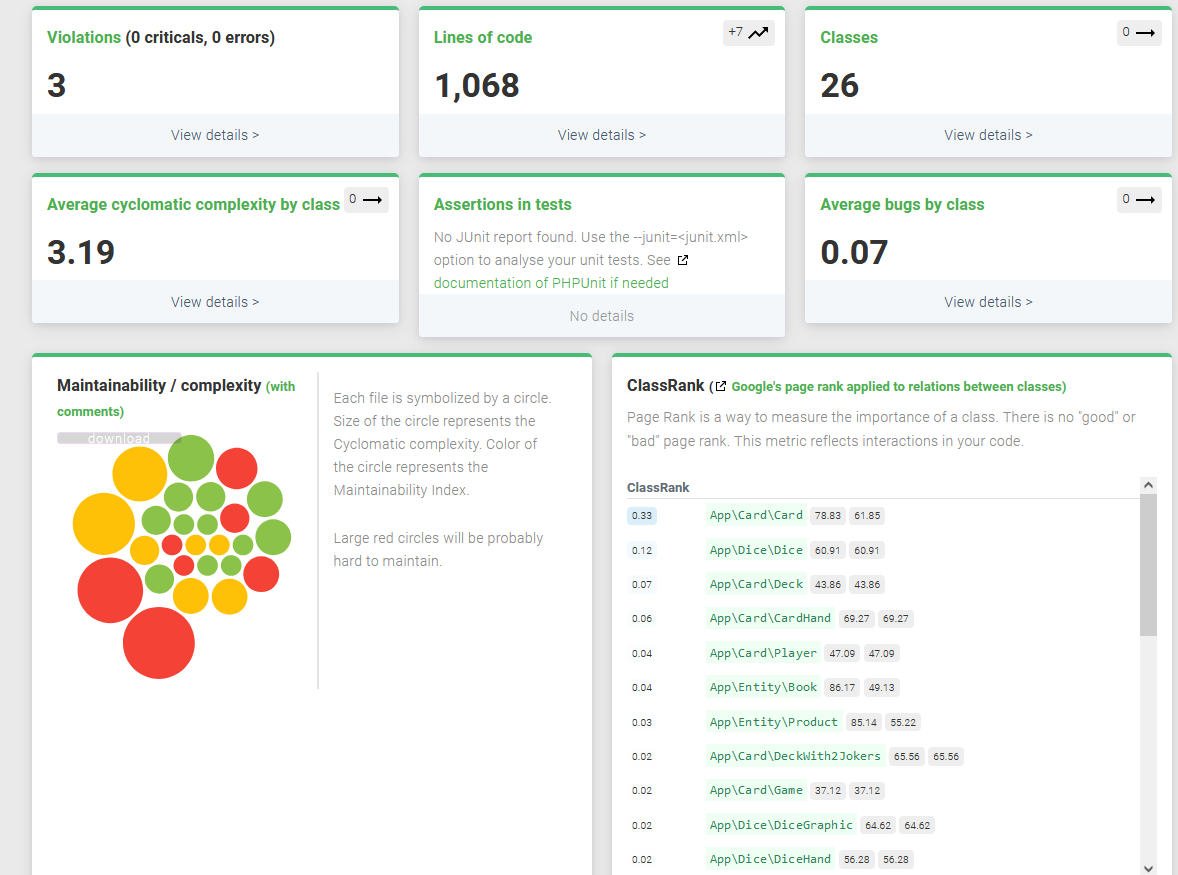 Violations (0 criticals, 0 errors)
3
View details >
Lines of code
+7
1,068
View details >
Classes
0
26
View details >
Average cyclomatic complexity by class
0
3.19
View details >
Assertions in tests
No JUnit report found. Use the --junit=<junit.xml>
option to analyse your unit tests. See
documentation of PHPUnit if needed
No details
Average bugs by class
0
0.07
View details >
Maintainability / complexity (with
comments)
download
Each file is symbolized by a circle.
Size of the circle represents the
Cyclomatic complexity. Color of
the circle represents the
Maintainability Index.
Large red circles will be probably
hard to maintain.
ClassRank (Google's page rank applied to relations between classes)
Page Rank is a way to measure the importance of a class. There is no "good" or
"bad" page rank. This metric reflects interactions in your code.
ClassRank
0.33 App\Card\Card 78.83 61.85
0.12 App\Dice\Dice 60.91 60.91
0.07 App\Card\Deck 43.86 43.86
0.06 App\Card\CardHand 69.27 69.27
0.04 App\Card\Player 47.09 47.09
0.04 App\Entity\Book 86.17 49.13
0.03 App\Entity\Product 85.14 55.22
0.02 App\Card\DeckWith2Jokers 65.56 65.56
0.02 App\Card\Game 37.12 37.12
0.02 App\Dice\DiceGraphic 64.62 64.62
0.02 App\Dice\DiceHand 56.28 56.28